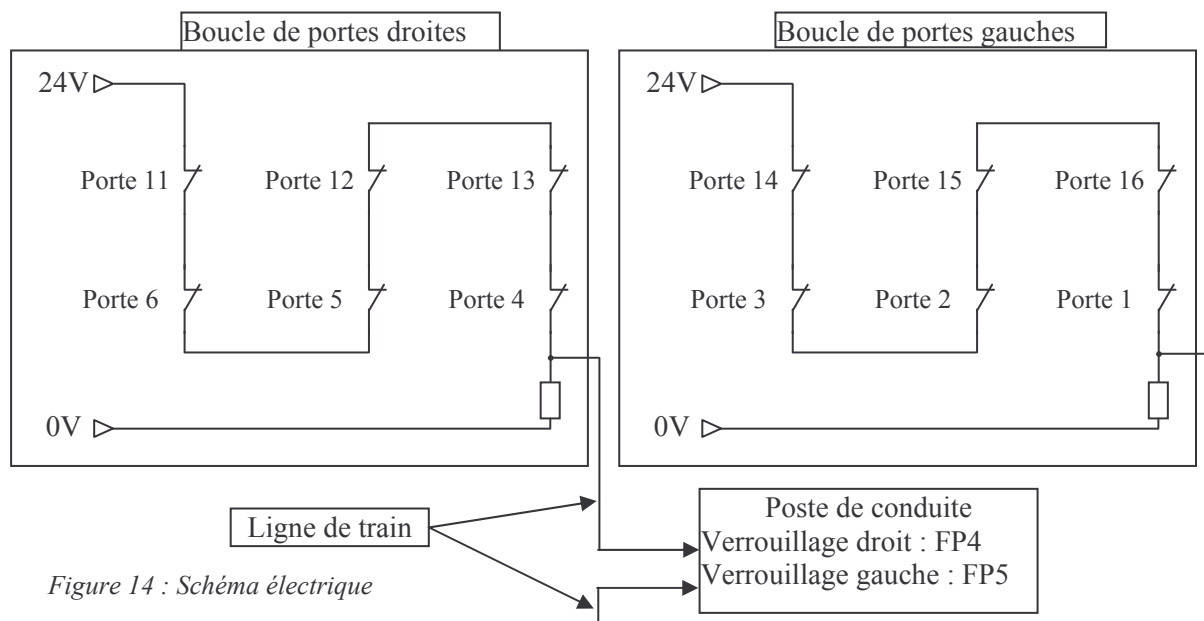 Boucle de portes droites
24V
Porte 11
Porte 12
Porte 13
Porte 6
Porte 5
Porte 4
0V
Boucle de portes gauches
24V
Porte 14
Porte 15
Porte 16
Porte 3
Porte 2
Porte 1
0V
Ligne de train
Poste de conduite
Verrouillage droit : FP4
Verrouillage gauche : FP5
Figure 14 : Schéma électrique